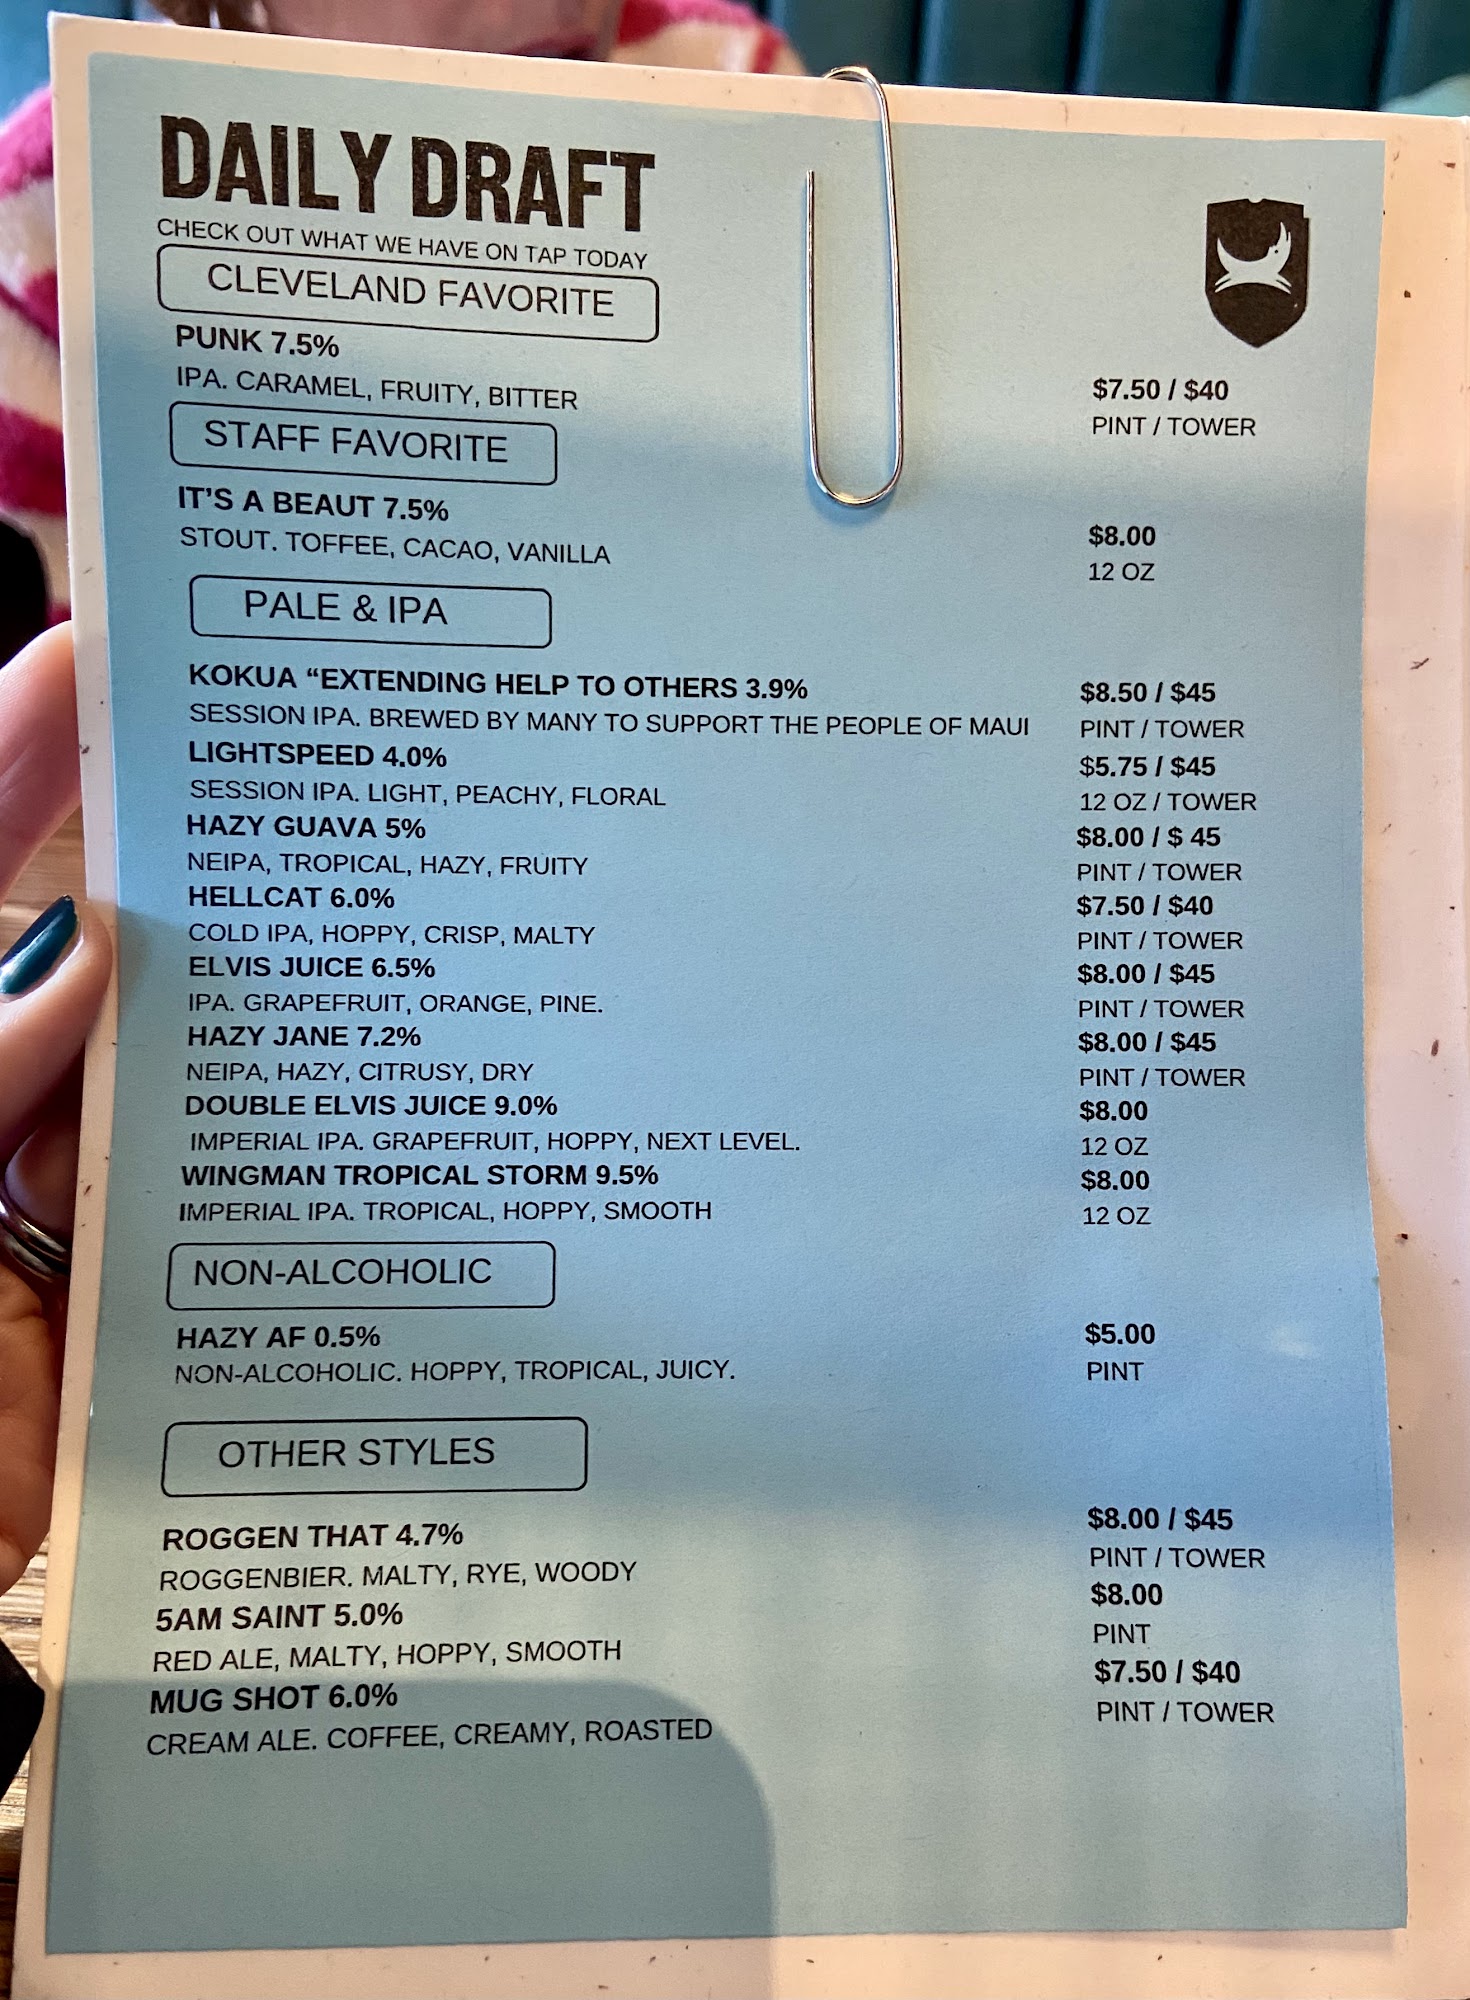 DAILY DRAFT
CHECK OUT WHAT WE HAVE ON TAP TODAY
CLEVELAND FAVORITE
PUNK 7.5%
IPA. CARAMEL, FRUITY, BITTER
$7.50 / $40
PINT / TOWER
STAFF FAVORITE
IT'S A BEAUT 7.5%
STOUT. TOFFEE, CACAO, VANILLA
$8.00
12 OZ
PALE & IPA
KOKUA “EXTENDING HELP TO OTHERS 3.9%
$8.50 / $45
SESSION IPA. BREWED BY MANY TO SUPPORT THE PEOPLE OF MAUI
PINT / TOWER
LIGHTSPEED 4.0%
$5.75 / $45
SESSION IPA. LIGHT, PEACHY, FLORAL
12 OZ / TOWER
HAZY GUAVA 5%
$8.00 / $ 45
NEIPA, TROPICAL, HAZY, FRUITY
PINT / TOWER
HELLCAT 6.0%
$7.50 / $40
COLD IPA, HOPPY, CRISP, MALTY
PINT / TOWER
ELVIS JUICE 6.5%
$8.00 / $45
IPA. GRAPEFRUIT, ORANGE, PINE.
PINT / TOWER
HAZY JANE 7.2%
$8.00 / $45
NEIPA, HAZY, CITRUSY, DRY
PINT / TOWER
DOUBLE ELVIS JUICE 9.0%
$8.00
IMPERIAL IPA. GRAPEFRUIT, HOPPY, NEXT LEVEL.
12 OZ
WINGMAN TROPICAL STORM 9.5%
$8.00
IMPERIAL IPA. TROPICAL, HOPPY, SMOOTH
12 OZ
NON-ALCOHOLIC
HAZY AF 0.5%
$5.00
NON-ALCOHOLIC. HOPPY, TROPICAL, JUICY.
PINT
OTHER STYLES
ROGGEN THAT 4.7%
$8.00 / $45
ROGGENBIER. MALTY, RYE, WOODY
PINT / TOWER
5AM SAINT 5.0%
$8.00
RED ALE, MALTY, HOPPY, SMOOTH
PINT
MUG SHOT 6.0%
$7.50 / $40
CREAM ALE. COFFEE, CREAMY, ROASTED
PINT / TOWER